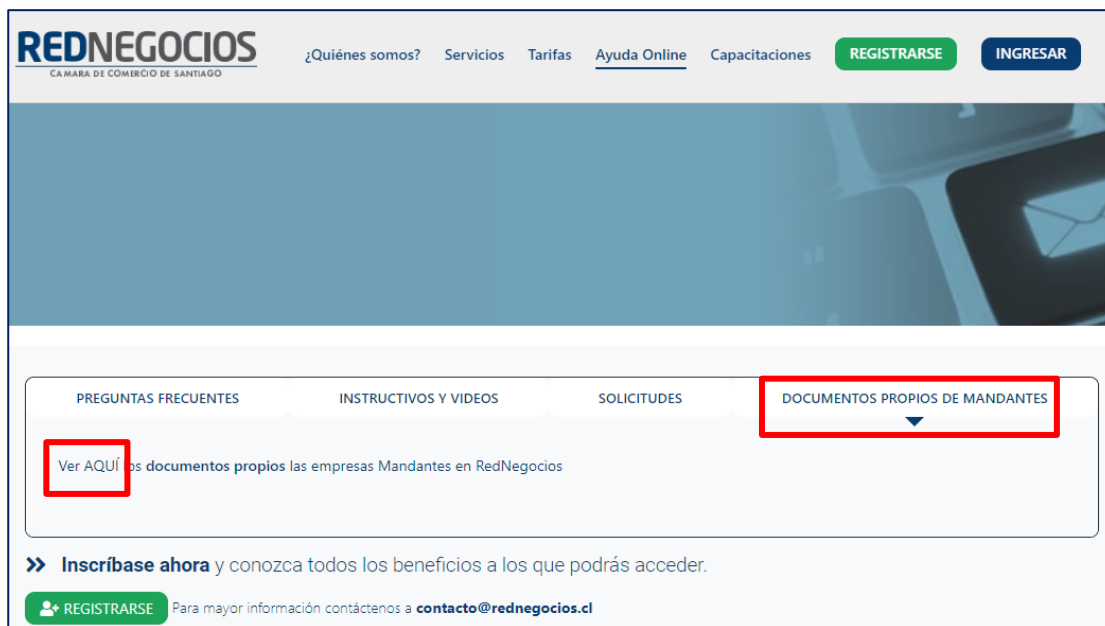 REDNEGOCIOS
CAMARA DE COMERCIO DE SANTIAGO
¿Quiénes somos? Servicios Tarifas Ayuda Online Capacitaciones REGISTRARSE INGRESAR
PREGUNTAS FRECUENTES INSTRUCTIVOS Y VIDEOS SOLICITUDES DOCUMENTOS PROPIOS DE MANDANTES
Ver AQUÍ los documentos propios las empresas Mandantes en RedNegocios
Inscríbase ahora y conozca todos los beneficios a los que podrás acceder.
REGISTRARSE Para mayor información contáctenos a contacto@rednegocios.cl